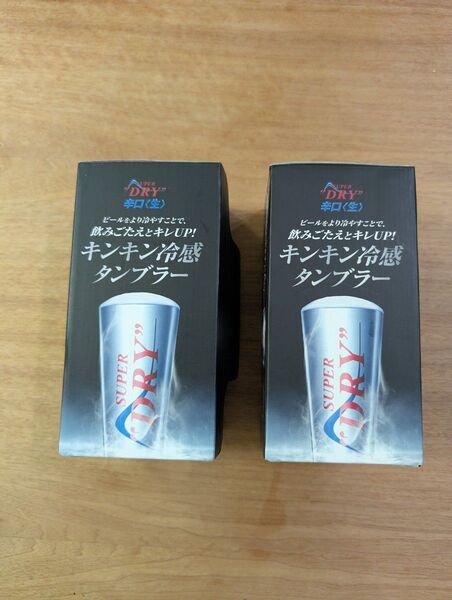 SUPER
"DRY"
辛口〈生〉
ビールをより冷やすことで、
飲みごたえとキレUP!
キンキン冷感
タンブラー
SUPER
"DRY"
SUPER
"DRY"
辛口〈生〉
ビールをより冷やすことで、
飲みごたえとキレUP!
キンキン冷感
タンブラー
SUPER
"DRY"